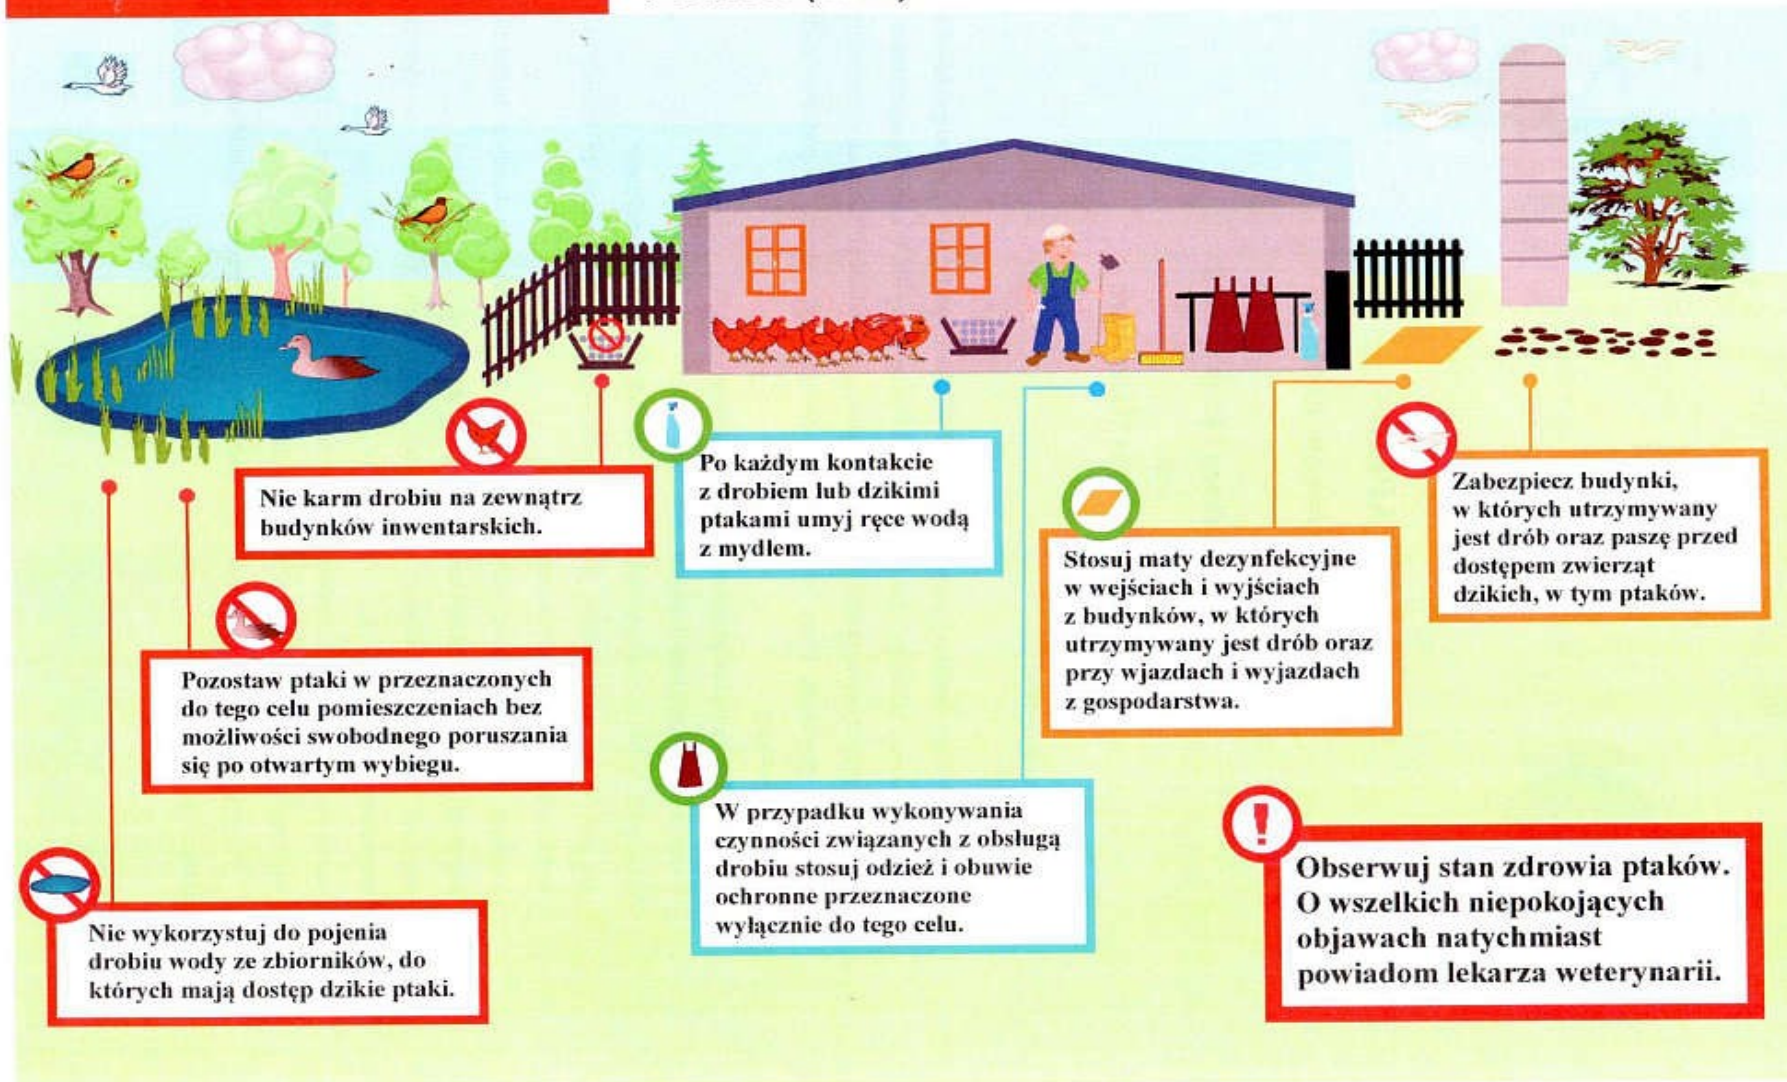 Nie karm drobiu na zewnątrz
budynków inwentarskich.
Po każdym kontakcie
z drobiem lub dzikimi
ptakami umyj ręce wodą
z mydłem.
Stosuj maty dezynfekcyjne
w wejściach i wyjściach
z budynków, w których
utrzymywany jest drób oraz
przy wjazdach i wyjazdach
z gospodarstwa.
Zabezpiecz budynki,
w których utrzymywany
jest drób oraz paszę przed
dostępem zwierząt
dzikich, w tym ptaków.
Pozostaw ptaki w przeznaczonych
do tego celu pomieszczeniach bez
możliwości swobodnego poruszania
się po otwartym wybiegu.
W przypadku wykonywania
czynności związanych z obsługą
drobiu stosuj odzież i obuwie
ochronne przeznaczone
wyłącznie do tego celu.
Nie wykorzystuj do pojenia
drobiu wody ze zbiorników, do
których mają dostęp dzikie ptaki.
!
Obserwuj stan zdrowia ptaków.
O wszelkich niepokojących
objawach natychmiast
powiadom lekarza weterynarii.